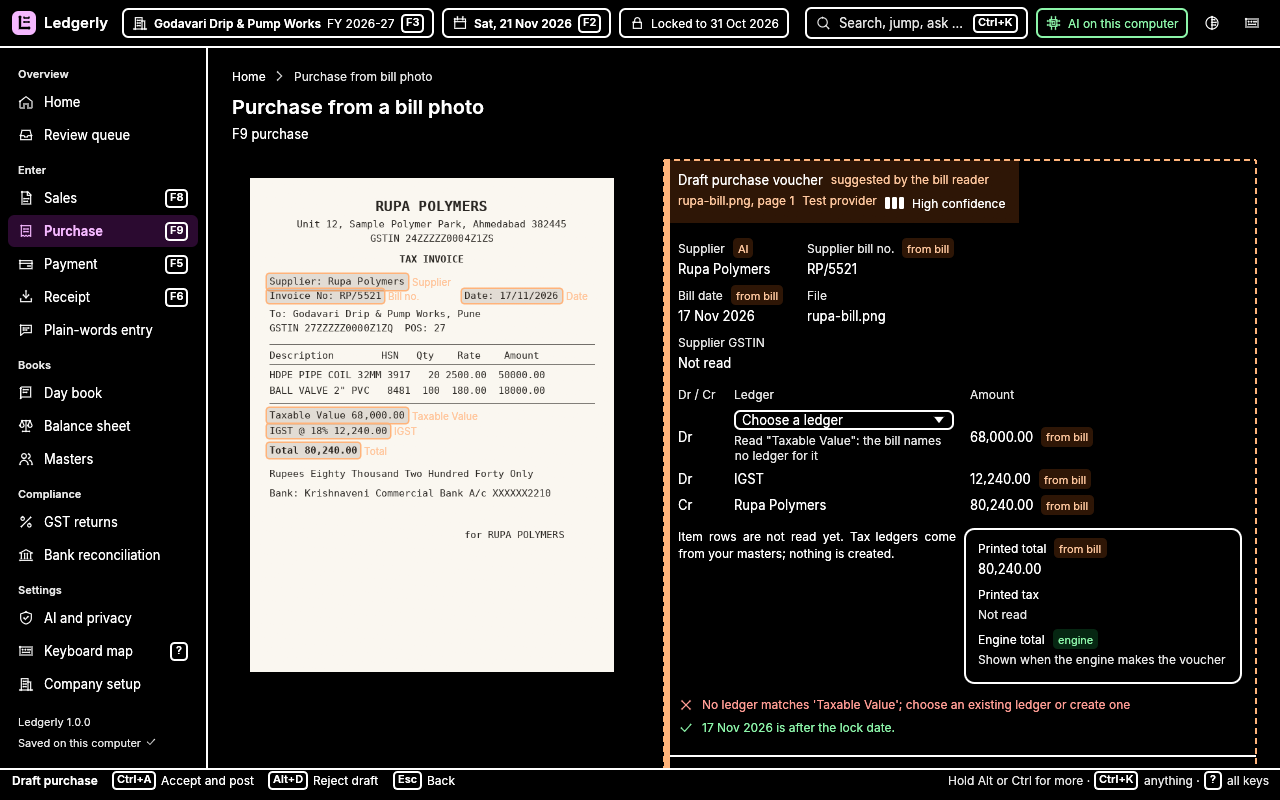 Ledgerly
Godavari Drip & Pump Works FY 2026-27 F3
Sat, 21 Nov 2026 F2
Locked to 31 Oct 2026
Search, jump, ask ... Ctrl+K
AI on this computer
Overview
Home
Review queue
Enter
Sales F8
Purchase F9
Payment F5
Receipt F6
Plain-words entry
Books
Day book
Balance sheet
Masters
Compliance
GST returns
Bank reconciliation
Settings
AI and privacy
Keyboard map ?
Company setup
Ledgerly 1.0.0
Saved on this computer
Home Purchase from bill photo
Purchase from a bill photo
F9 purchase
RUPA POLYMERS
Unit 12, Sample Polymer Park, Ahmedabad 382445
GSTIN 24ZZZZZ0004Z1ZS
TAX INVOICE
Supplier: Rupa Polymers Supplier
Invoice No: RP/5521 Bill no. Date: 17/11/2026 Date
To: Godavari Drip & Pump Works, Pune
GSTIN 27ZZZZZ0000Z1ZQ POS: 27
Description HSN Qty Rate Amount
HDPE PIPE COIL 32MM 3917 20 2500.00 50000.00
BALL VALVE 2" PVC 8481 100 180.00 18000.00
Taxable Value 68,000.00 Taxable Value
IGST @ 18% 12,240.00 IGST
Total 80,240.00 Total
Rupees Eighty Thousand Two Hundred Forty Only
Bank: Krishnaveni Commercial Bank A/c XXXXXX2210
for RUPA POLYMERS
Draft purchase voucher suggested by the bill reader
rupa-bill.png, page 1 Test provider High confidence
Supplier AI Supplier bill no. from bill
Rupa Polymers RP/5521
Bill date from bill File
17 Nov 2026 rupa-bill.png
Supplier GSTIN
Not read
Dr / Cr Ledger Amount
Choose a ledger
Dr Read "Taxable Value": the bill names 68,000.00 from bill
no ledger for it
Dr IGST 12,240.00 from bill
Cr Rupa Polymers 80,240.00 from bill
Item rows are not read yet. Tax ledgers come
from your masters; nothing is created.
Printed total from bill
80,240.00
Printed tax
Not read
Engine total engine
Shown when the engine makes the voucher
No ledger matches 'Taxable Value'; choose an existing ledger or create one
17 Nov 2026 is after the lock date.
Draft purchase Ctrl+A Accept and post Alt+D Reject draft Esc Back
Hold Alt or Ctrl for more · Ctrl+K anything · ? all keys